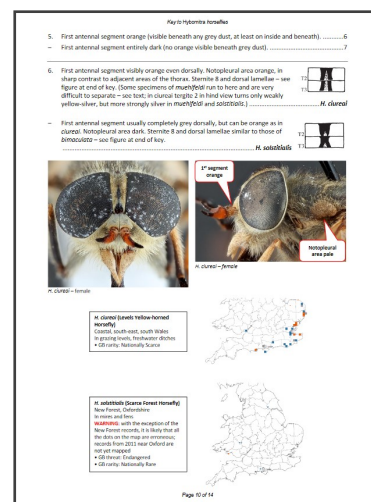 Key to Hybomitra horseflies
5. First antennal segment orange (visible beneath any grey dust, at least on inside and beneath). ............6
– First antennal segment entirely dark (no orange visible beneath grey dust). ....................................7
6. First antennal segment visibly orange even dorsally. Notopleural area orange, in
sharp contrast to adjacent areas of the thorax. Sternite 8 and dorsal lamellae – see
figure at end of key. (Some specimens of muehlfeldi run to here and are very
difficult to separate – see text; in ciureai tergite 2 in hind view turns only weakly
yellow-silver, but more strongly silver in muehlfeldi and solstitialis.) ........................ H. ciureai
T2
T3
– First antennal segment usually completely grey dorsally, but can be orange as in
ciureai. Notopleural area dark. Sternite 8 and dorsal lamellae similar to those of
bimaculata – see figure at end of key.
........................................................................ H. solstitialis
T2
T3
1st segment
orange
Notopleural
area pale
H. ciureai – female
H. ciureai – female
H. ciureai (Levels Yellow-horned
Horsefly)
Coastal, south-east, south Wales
In grazing levels, freshwater ditches
• GB rarity: Nationally Scarce
H. solstitialis (Scarce Forest Horsefly)
New Forest, Oxfordshire
In mires and fens
WARNING: with the exception of the
New Forest records, it is likely that all
the dots on the map are erroneous;
records from 2011 near Oxford are
not yet mapped
• GB threat: Endangered
• GB rarity: Nationally Rare
Page 10 of 14